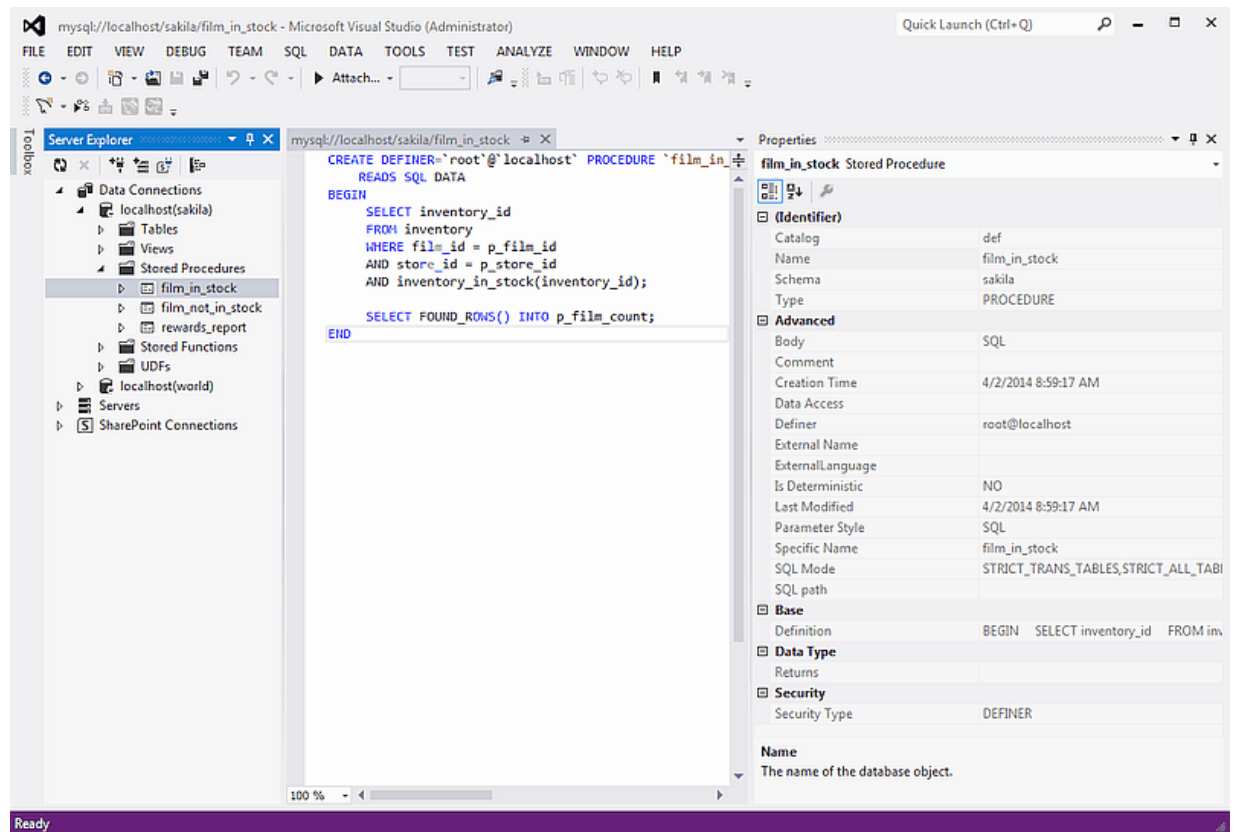 mysql://localhost/sakila/film_in_stock - Microsoft Visual Studio (Administrator)
Quick Launch (Ctrl+Q)
FILE EDIT VIEW DEBUG TEAM SQL DATA TOOLS TEST ANALYZE WINDOW HELP
Attach...
Toolbox
Server Explorer
Data Connections
localhost(sakila)
Tables
Views
Stored Procedures
film_in_stock
film_not_in_stock
rewards_report
Stored Functions
UDFs
localhost(world)
Servers
SharePoint Connections
mysql://localhost/sakila/film_in_stock
CREATE DEFINER=`root`@`localhost` PROCEDURE `film_in_
READS SQL DATA
BEGIN
SELECT inventory_id
FROM inventory
WHERE film_id = p_film_id
AND store_id = p_store_id
AND inventory_in_stock(inventory_id);
SELECT FOUND_ROWS() INTO p_film_count;
END
100 %
Properties
film_in_stock Stored Procedure
(Identifier)
Catalog def
Name film_in_stock
Schema sakila
Type PROCEDURE
Advanced
Body SQL
Comment
Creation Time 4/2/2014 8:59:17 AM
Data Access
Definer root@localhost
External Name
ExternalLanguage
Is Deterministic NO
Last Modified 4/2/2014 8:59:17 AM
Parameter Style SQL
Specific Name film_in_stock
SQL Mode STRICT_TRANS_TABLES,STRICT_ALL_TABI
SQL path
Base
Definition BEGIN SELECT inventory_id FROM inv
Data Type
Returns
Security
Security Type DEFINER
Name
The name of the database object.
Ready